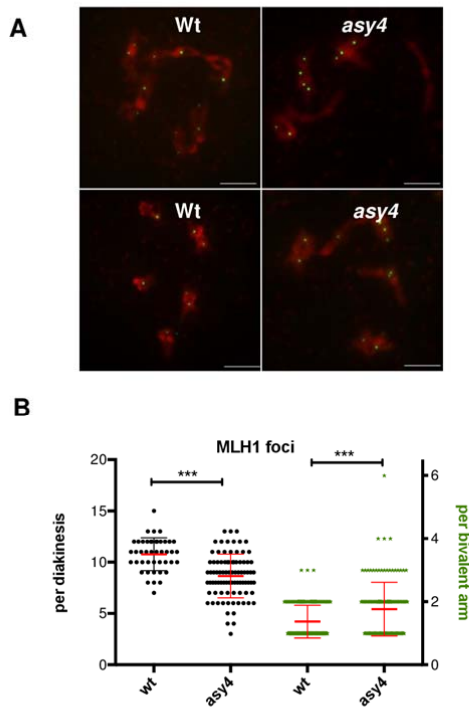 A
Wt
asy4
Wt
asy4
B
MLH1 foci
***
***
20
15
10
5
0
6
4
2
0
per diakinesis
per bivalent arm
wt
asy4
wt
asy4